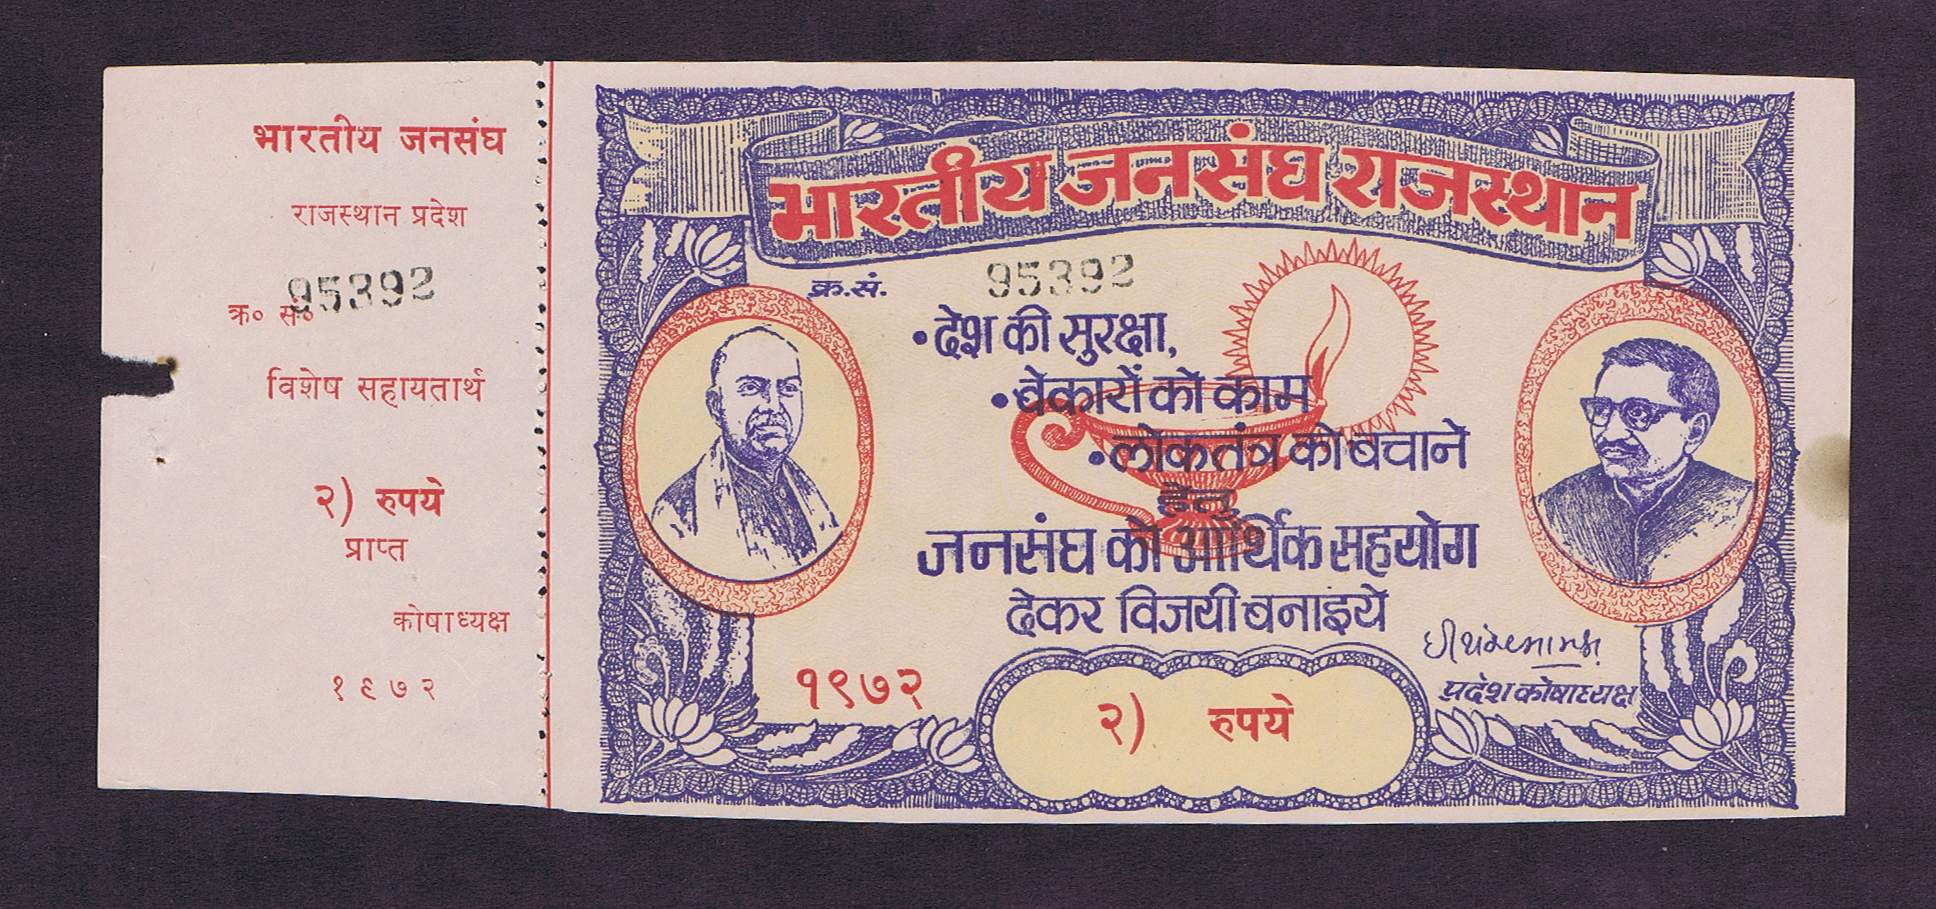 भारतीय जनसंघ
राजस्थान प्रदेश
95392
क्र० सं०
विशेष सहायतार्थ
२) रुपये
प्राप्त
कोषाध्यक्ष
१९७२
भारतीय जनसंघ राजस्थान
क्र.सं. 95392
•देश की सुरक्षा,
•बेकारों को काम
•लोकतंत्र को बचाने
हेतु
जनसंघ को आर्थिक सहयोग
देकर विजयी बनाइये
प्रदेश कोषाध्यक्ष
१९७२
२) रुपये